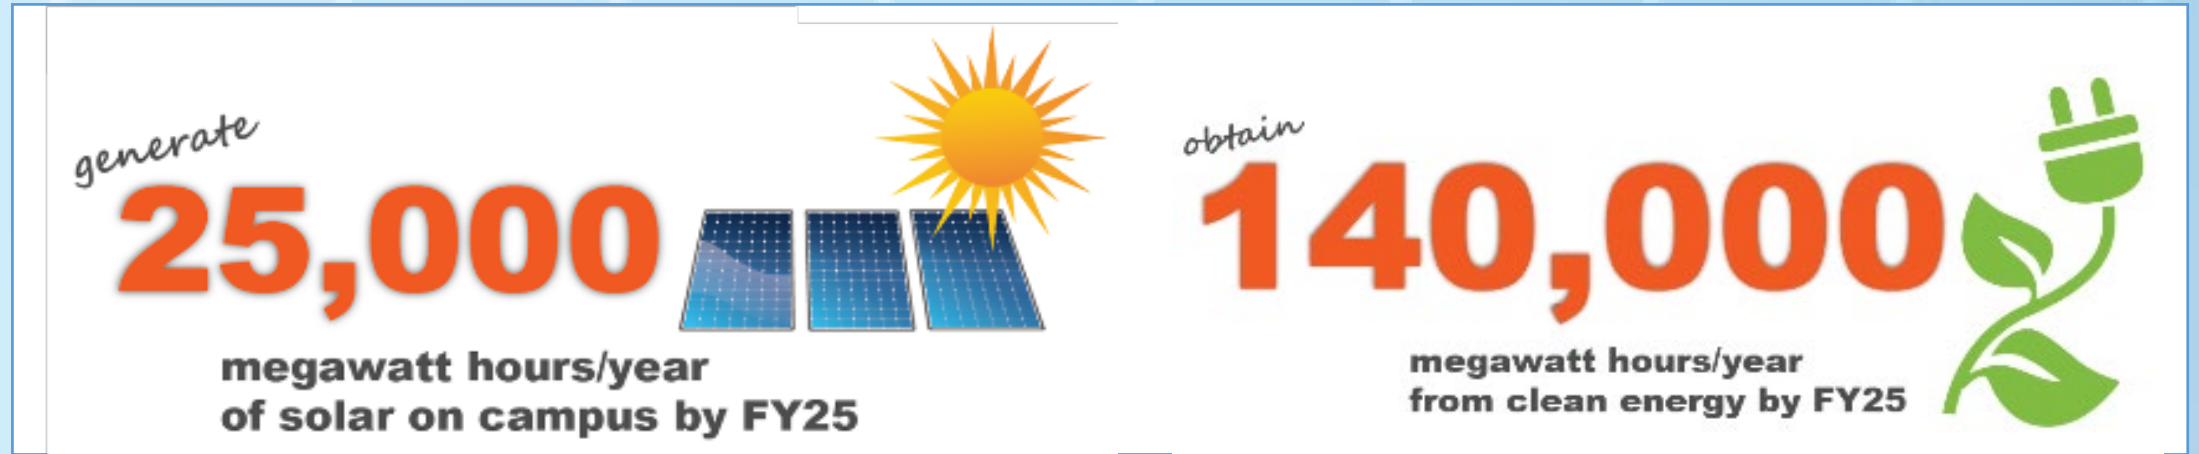 generate
25,000
megawatt hours/year
of solar on campus by FY25
obtain
140,000
megawatt hours/year
from clean energy by FY25